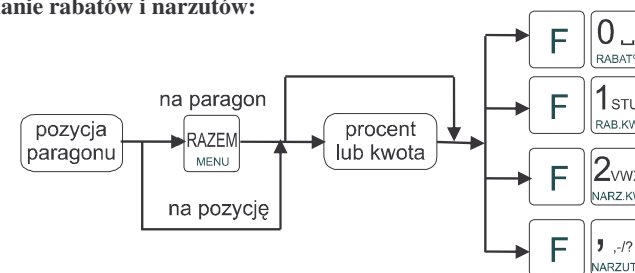 anie rabatów i narzutów:
na paragon
pozycja
paragonu
RAZEM
MENU
procent
lub kwota
na pozycję
F 0
RABAT
F 1 STU
RAB.KW
F 2 VWX
NARZ.KW
F , ,-/?
NARZUT